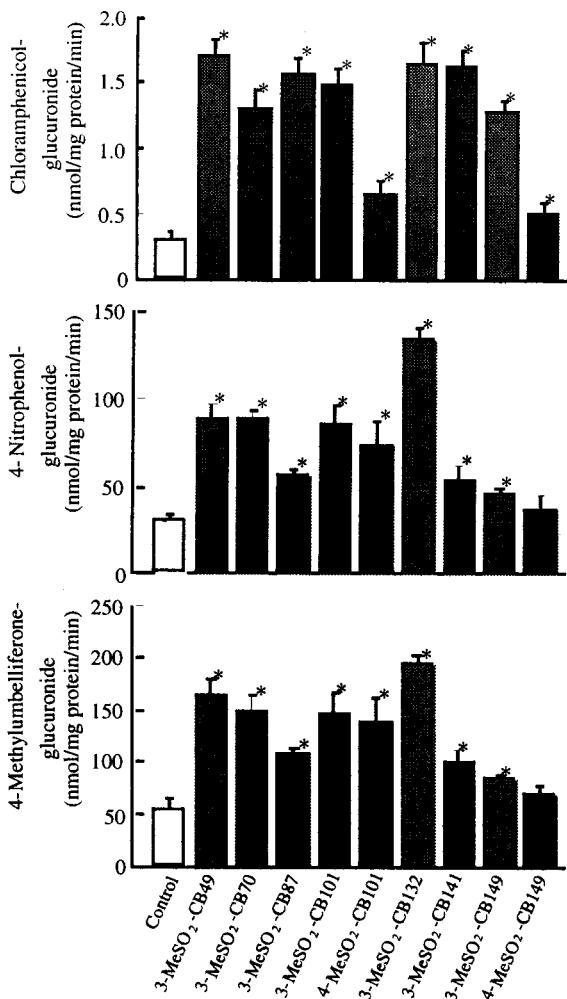 Chloramphenicol-
glucuronide
(nmol/mg protein/min)
2.0
1.5
1.0
0.5
0
*
*
*
*
*
*
*
*
*
4-Nitrophenol-
glucuronide
(nmol/mg protein/min)
150
100
50
0
*
*
*
*
*
*
*
*
4-Methylumbelliferone-
glucuronide
(nmol/mg protein/min)
250
200
150
100
50
0
*
*
*
*
*
*
*
*
Control
3-MeSO₂-CB49
3-MeSO₂-CB70
3-MeSO₂-CB87
3-MeSO₂-CB101
4-MeSO₂-CB101
3-MeSO₂-CB132
3-MeSO₂-CB141
3-MeSO₂-CB149
4-MeSO₂-CB149